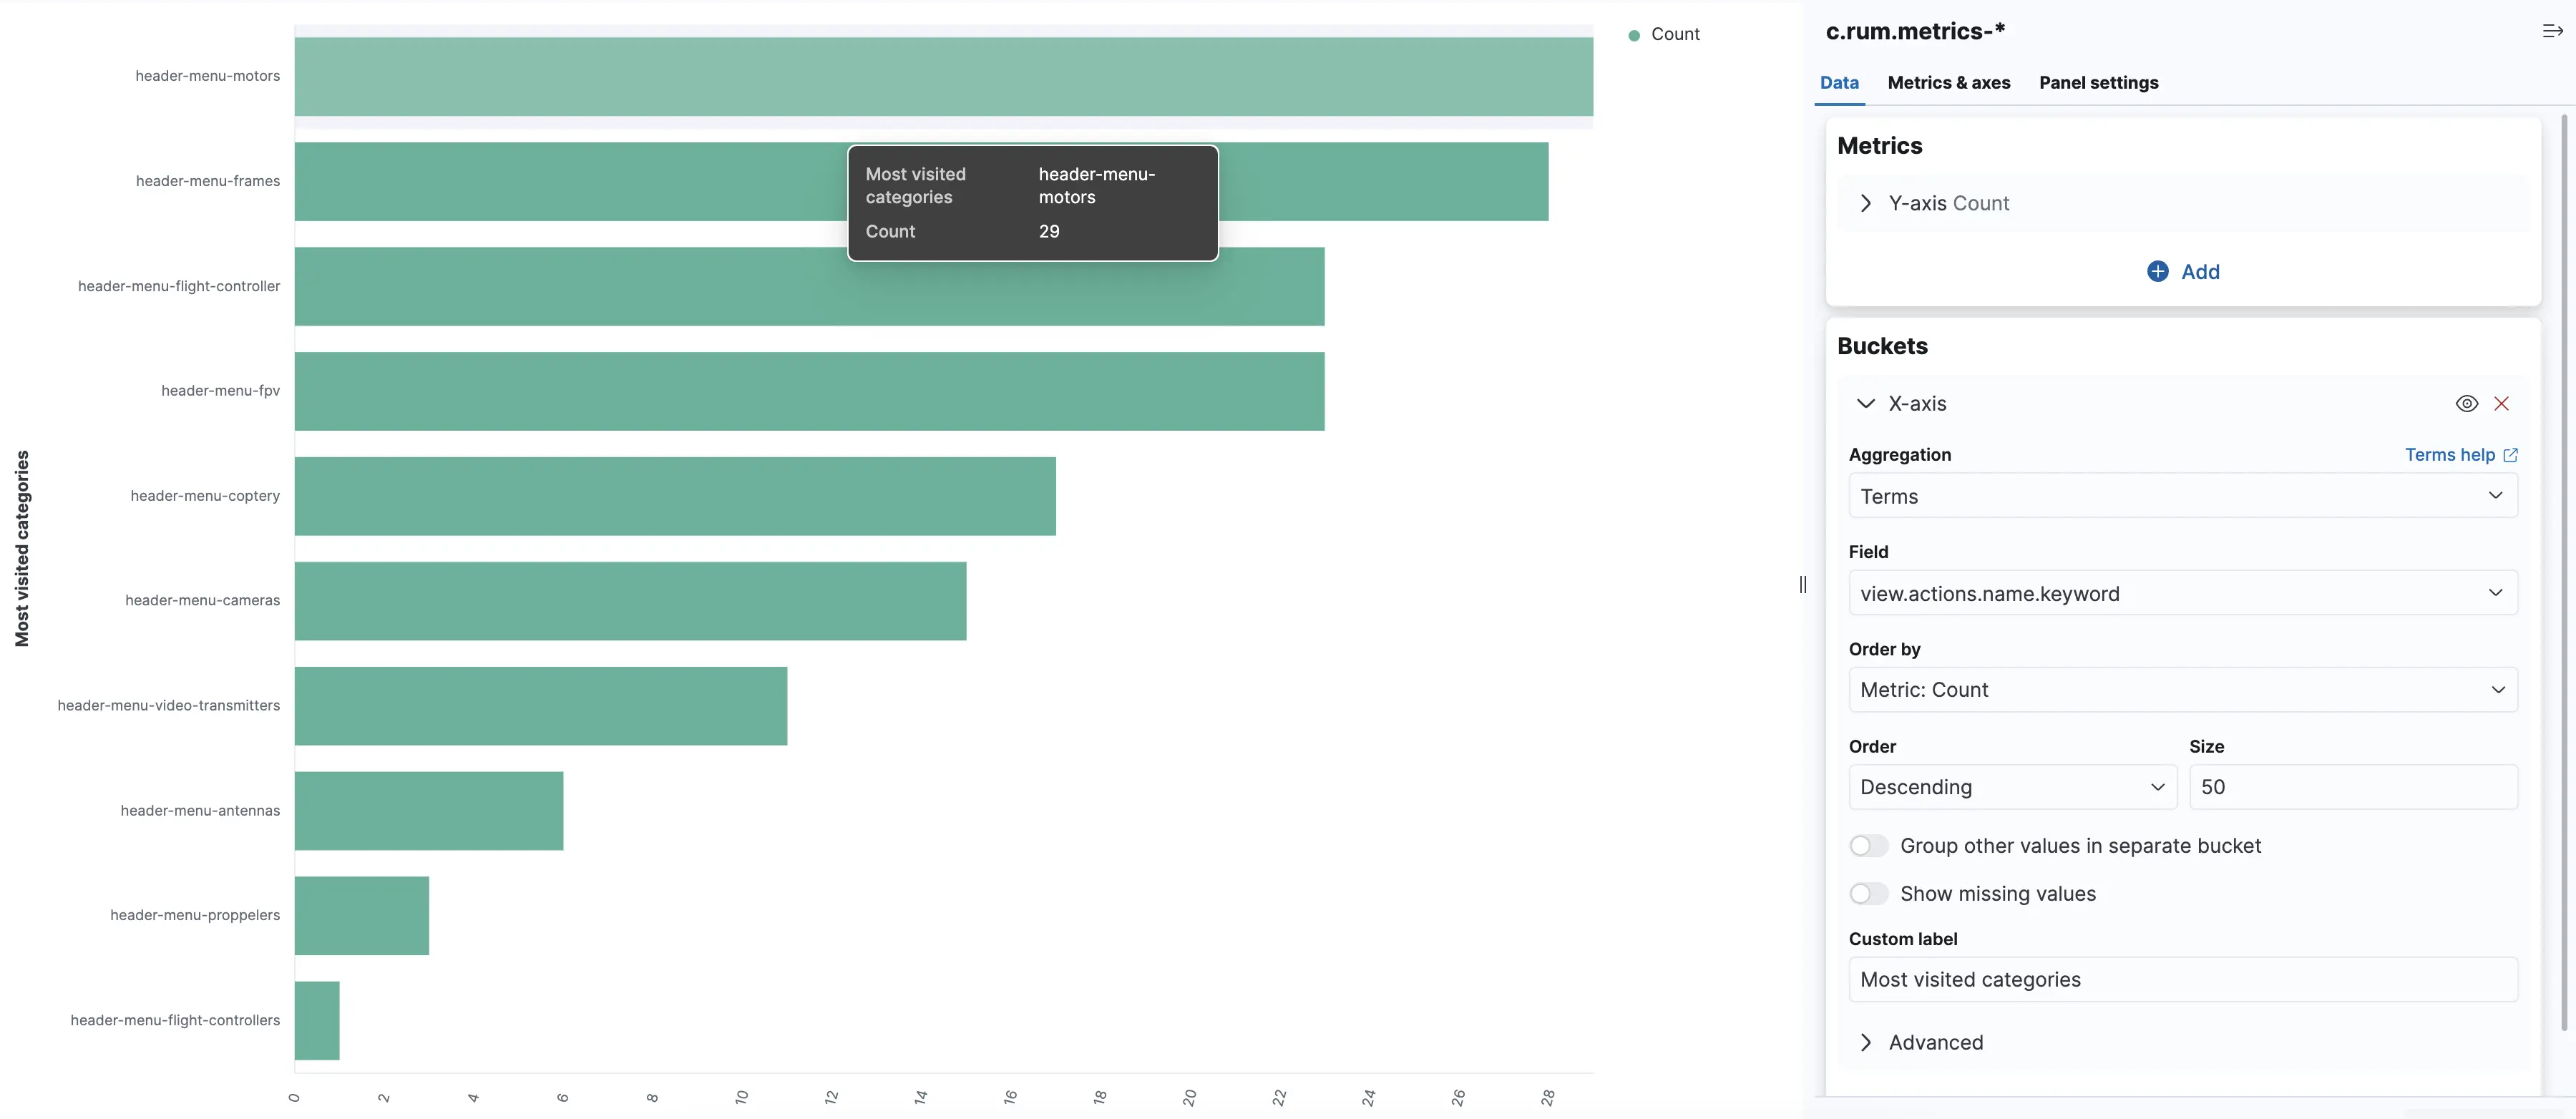 Most visited categories
header-menu-motors
header-menu-frames
header-menu-flight-controller
header-menu-fpv
header-menu-coptery
header-menu-cameras
header-menu-video-transmitters
header-menu-antennas
header-menu-proppelers
header-menu-flight-controllers
0 2 4 6 8 10 12 14 16 18 20 22 24 26 28
Most visited header-menu-
categories motors
Count 29
Count
c.rum.metrics-*
Data Metrics & axes Panel settings
Metrics
Y-axis Count
Add
Buckets
X-axis
Aggregation Terms help
Terms
Field
view.actions.name.keyword
Order by
Metric: Count
Order Size
Descending 50
Group other values in separate bucket
Show missing values
Custom label
Most visited categories
Advanced